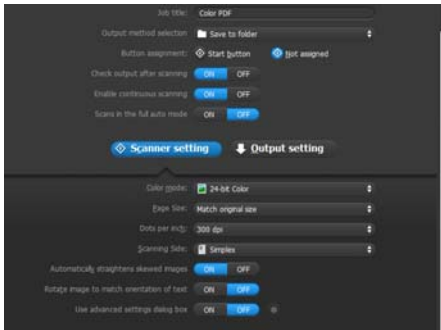 Job title: Color PDF
Output method selection Save to folder
Button assignment: Start button Not assigned
Check output after scanning ON OFF
Enable continuous scanning ON OFF
Scans in the full auto mode ON OFF
Scanner setting Output setting
Color mode: 24-bit Color
Page Size: Match original size
Dots per inch: 300 dpi
Scanning Side: Simplex
Automatically straightens skewed images ON OFF
Rotate image to match orientation of text ON OFF
Use advanced settings dialog box ON OFF